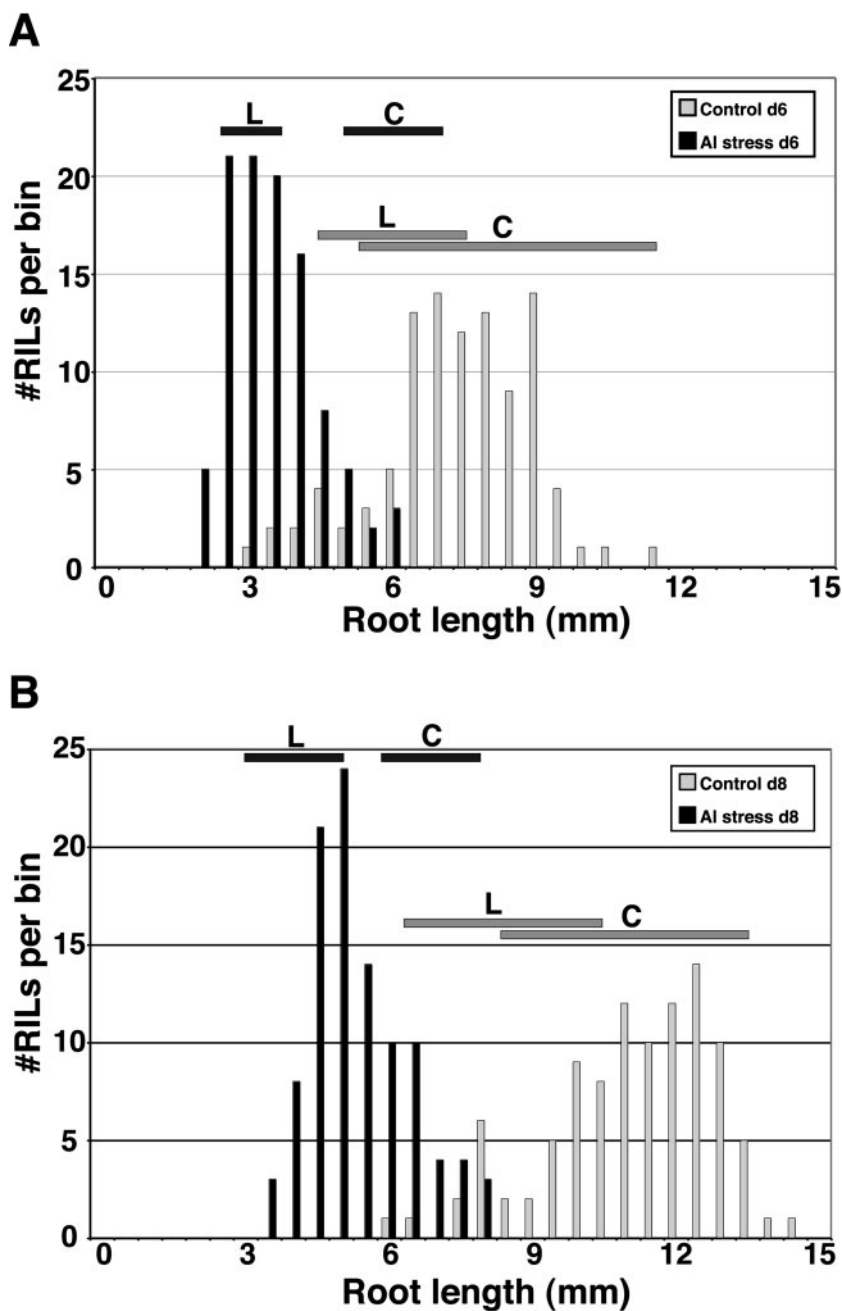 A
25
20
15
10
5
0
#RILs per bin
L
C
L
C
Control d6
Al stress d6
0 3 6 9 12 15
Root length (mm)
B
25
20
15
10
5
0
#RILs per bin
L
C
L
C
Control d8
Al stress d8
0 3 6 9 12 15
Root length (mm)